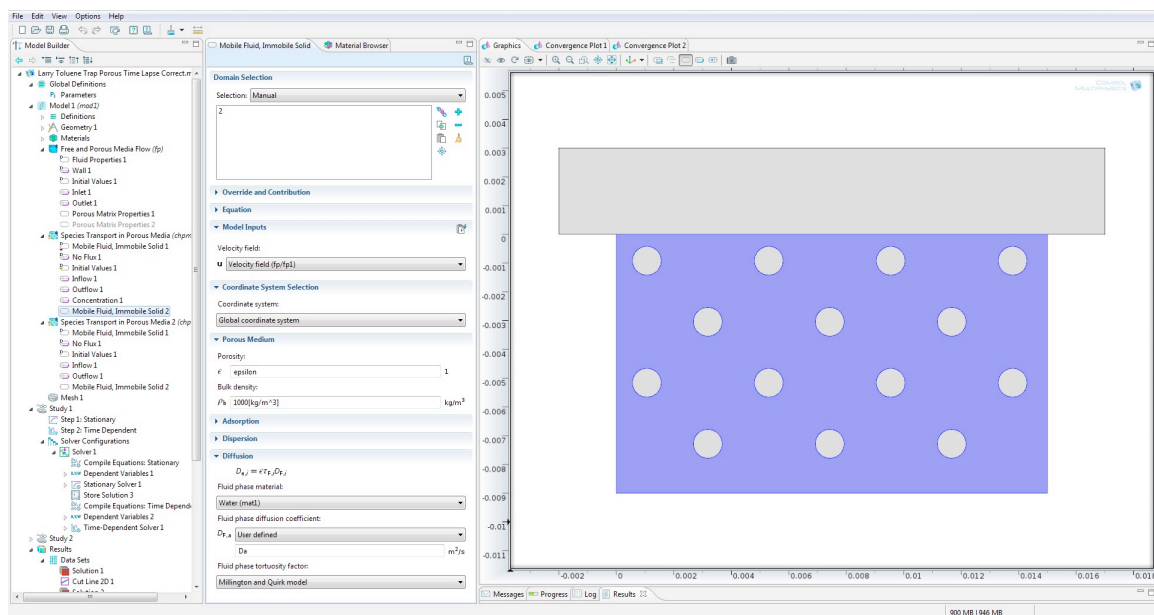 File Edit View Options Help
Model Builder
Larry Toluene Trap Porous Time Lapse Correct.m
Global Definitions
Pi Parameters
Model 1 (mod1)
Definitions
Geometry 1
Materials
Free and Porous Media Flow (fp)
Fluid Properties 1
Wall 1
Initial Values 1
Inlet 1
Outlet 1
Porous Matrix Properties 1
Porous Matrix Properties 2
Species Transport in Porous Media (chpm
Mobile Fluid, Immobile Solid 1
No Flux 1
Initial Values 1
Inflow 1
Outflow 1
Concentration 1
Mobile Fluid, Immobile Solid 2
Species Transport in Porous Media 2 (chp
Mobile Fluid, Immobile Solid 1
No Flux 1
Initial Values 1
Inflow 1
Outflow 1
Mobile Fluid, Immobile Solid 2
Mesh 1
Study 1
Step 1: Stationary
Step 2: Time Dependent
Solver Configurations
Solver 1
Compile Equations: Stationary
Dependent Variables 1
Stationary Solver 1
Store Solution 3
Compile Equations: Time Depend
Dependent Variables 2
Time-Dependent Solver 1
Study 2
Results
Data Sets
Solution 1
Cut Line 2D 1
Mobile Fluid, Immobile Solid Material Browser
Domain Selection
Selection: Manual
2
Override and Contribution
Equation
Model Inputs
Velocity field:
u Velocity field (fp/fp1)
Coordinate System Selection
Coordinate system:
Global coordinate system
Porous Medium
Porosity:
ϵ epsilon 1
Bulk density:
ρb 1000[kg/m^3] kg/m³
Adsorption
Dispersion
Diffusion
De,i = ϵτF,iDF,i
Fluid phase material:
Water (mat1)
Fluid phase diffusion coefficient:
DF,a User defined
Da m²/s
Fluid phase tortuosity factor:
Millington and Quirk model
Graphics Convergence Plot 1 Convergence Plot 2
COMSOL
MULTIPHYSICS
0.005
0.004
0.003
0.002
0.001
0
-0.001
-0.002
-0.003
-0.004
-0.005
-0.006
-0.007
-0.008
-0.009
-0.01
-0.011
-0.002 0 0.002 0.004 0.006 0.008 0.01 0.012 0.014 0.016 0.018
Messages Progress Log Results
900 MB | 946 MB